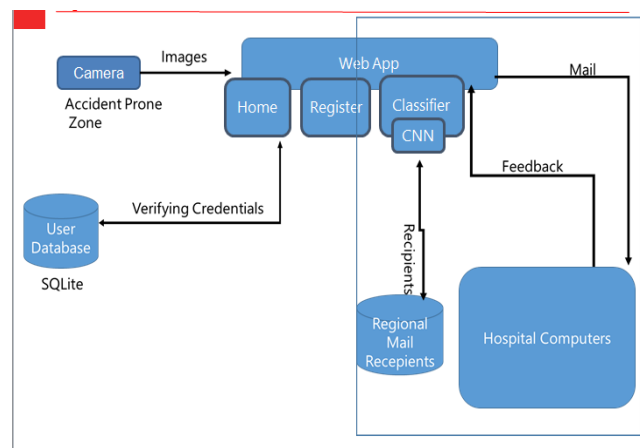 Images
Web App
Mail
Camera
Accident Prone
Zone
Home
Register
Classifier
CNN
Feedback
Verifying Credentials
User
Database
SQLite
Recipients
Regional
Mail
Recepients
Hospital Computers